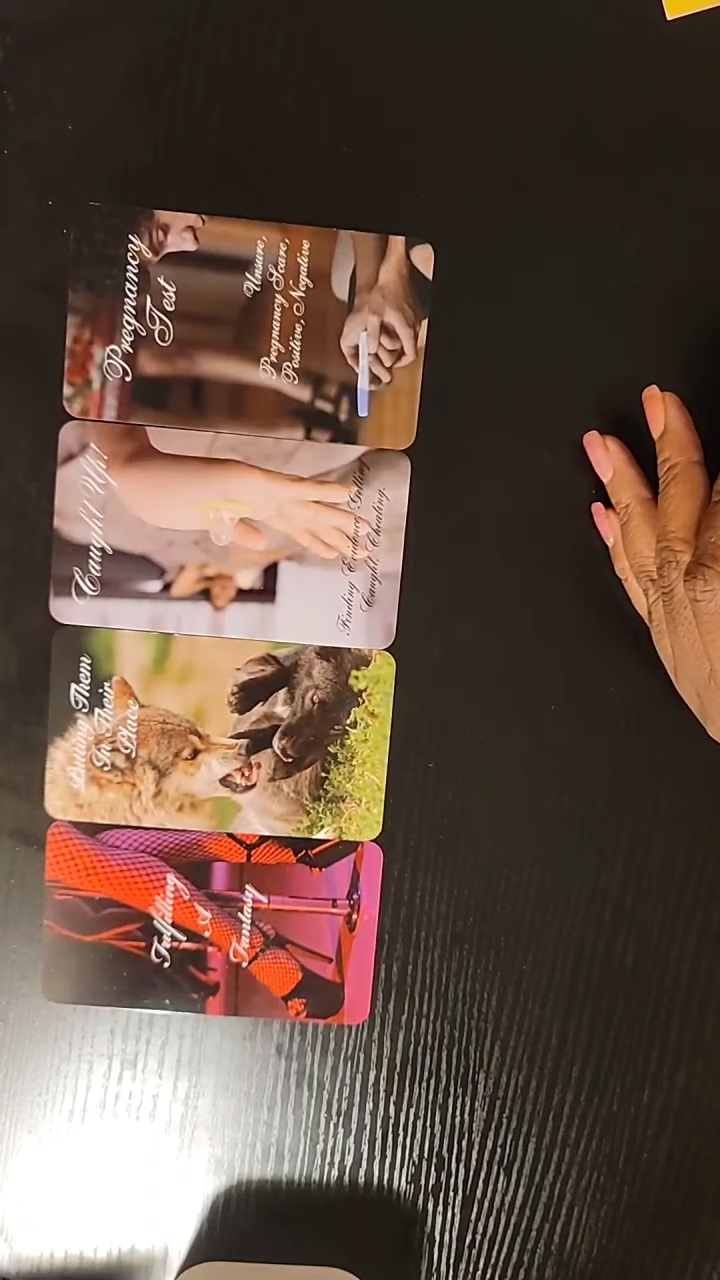 Pregnancy
Test
Unsure,
Pregnancy Scare,
Positive, Negative
Caught Up!
Finding Evidence, Getting
Caught, Cheating.
Putting Them
In Their
Place
Fulfilling
A
Fantasy